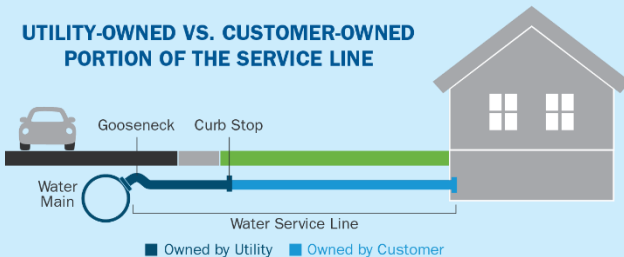 UTILITY-OWNED VS. CUSTOMER-OWNED
PORTION OF THE SERVICE LINE
Gooseneck
Curb Stop
Water
Main
Water Service Line
Owned by Utility
Owned by Customer